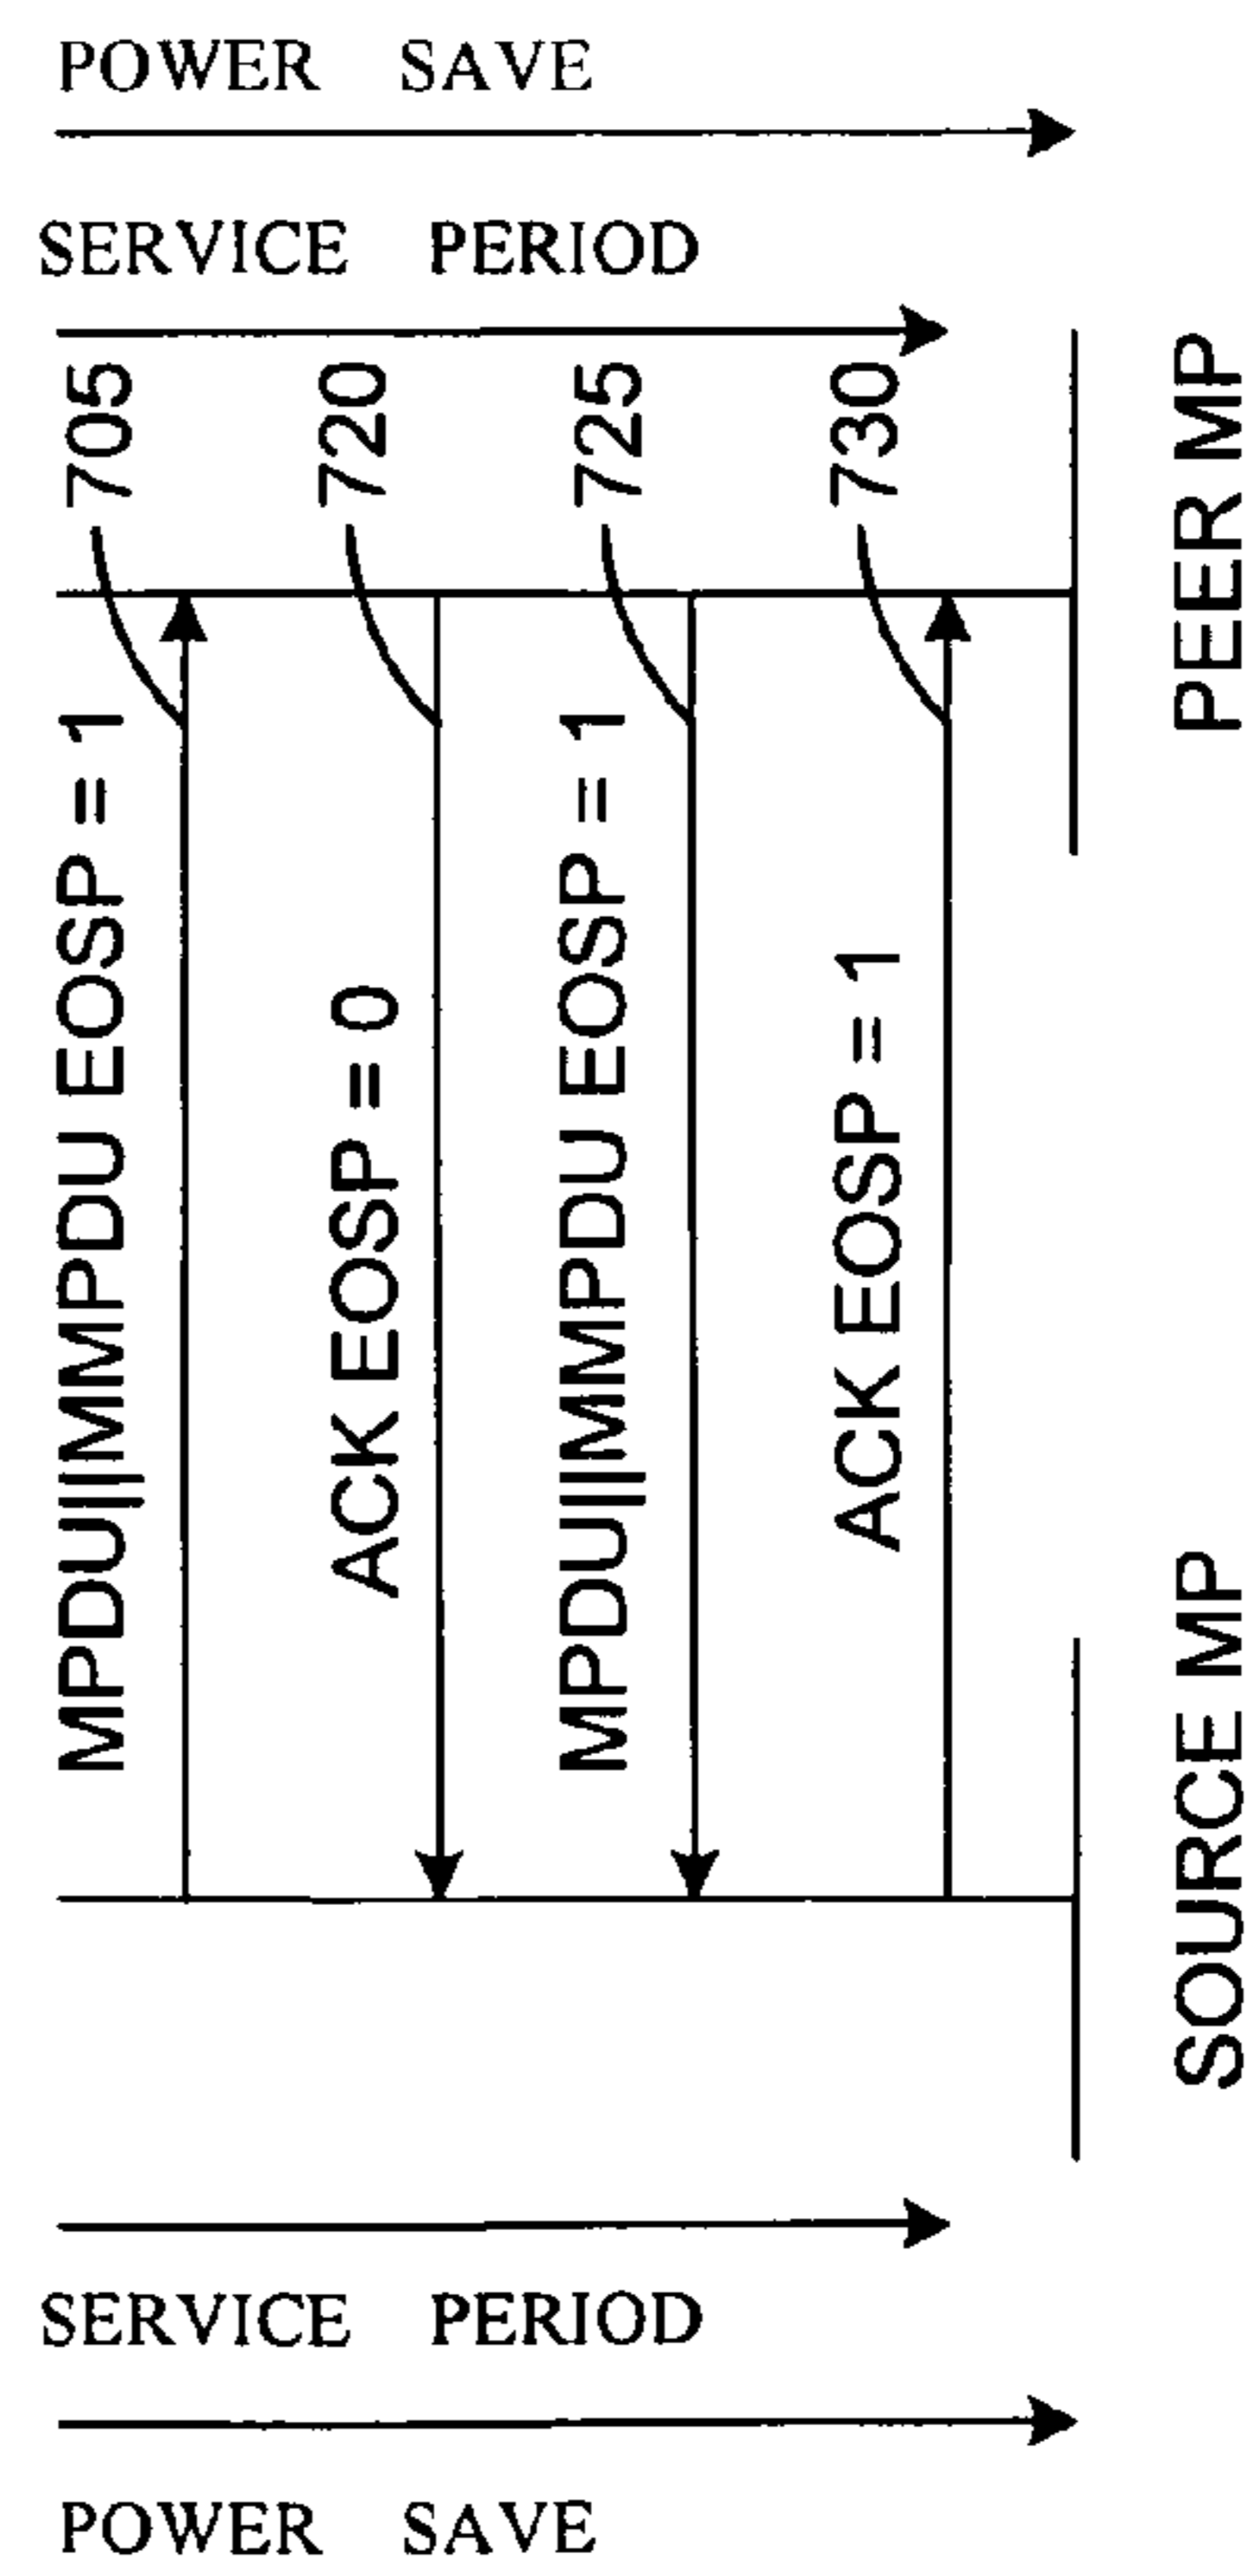 POWER SAVE
SERVICE PERIOD
705
720
725
730
MPDU||MMPDU EOSP = 1
ACK EOSP = 0
MPDU||MMPDU EOSP = 1
ACK EOSP = 1
PEER MP
SOURCE MP
SERVICE PERIOD
POWER SAVE